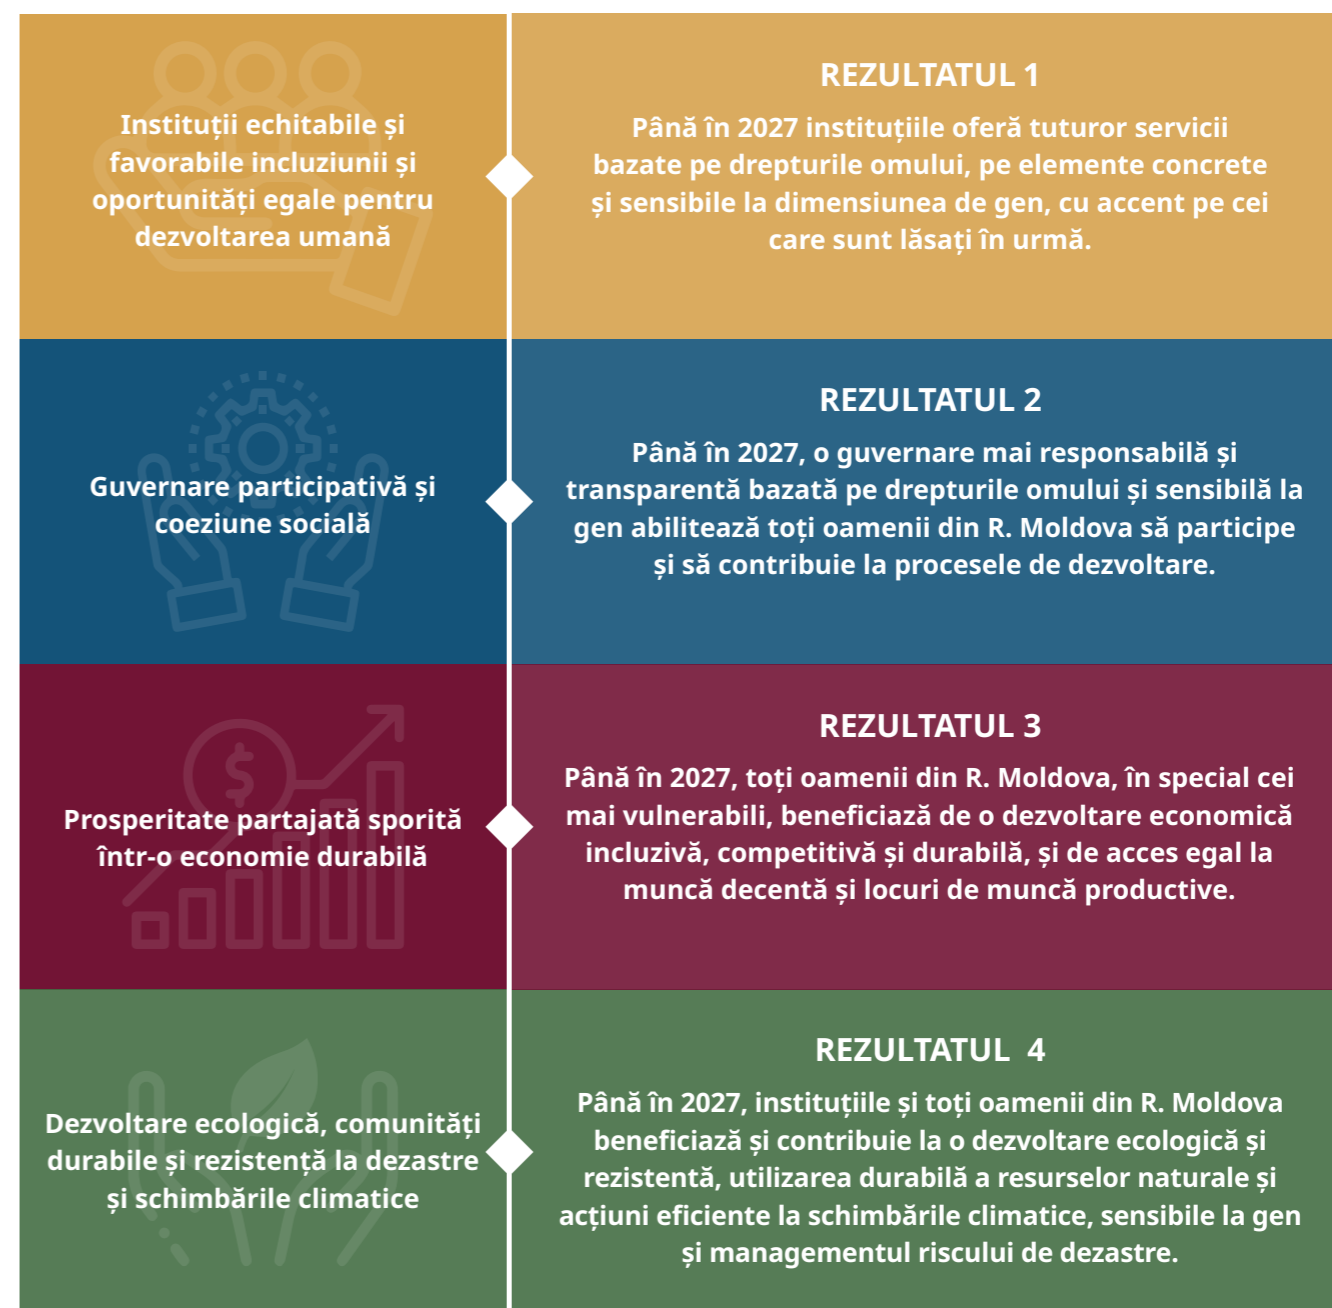 Instituții echitabile și
favorabile incluziunii și
oportunități egale pentru
dezvoltarea umană
REZULTATUL 1
Până în 2027 instituțiile oferă tuturor servicii
bazate pe drepturile omului, pe elemente concrete
și sensibile la dimensiunea de gen, cu accent pe cei
care sunt lăsați în urmă.
Guvernare participativă și
coeziune socială
REZULTATUL 2
Până în 2027, o guvernare mai responsabilă și
transparentă bazată pe drepturile omului și sensibilă la
gen abilitează toți oamenii din R. Moldova să participe
și să contribuie la procesele de dezvoltare.
Prosperitate partajată sporită
într-o economie durabilă
REZULTATUL 3
Până în 2027, toți oamenii din R. Moldova, în special cei
mai vulnerabili, beneficiază de o dezvoltare economică
incluzivă, competitivă și durabilă, și de acces egal la
muncă decentă și locuri de muncă productive.
Dezvoltare ecologică, comunități
durabile și rezistență la dezastre
și schimbările climatice
REZULTATUL 4
Până în 2027, instituțiile și toți oamenii din R. Moldova
beneficiază și contribuie la o dezvoltare ecologică și
rezistentă, utilizarea durabilă a resurselor naturale și
acțiuni eficiente la schimbările climatice, sensibile la gen
și managementul riscului de dezastre.